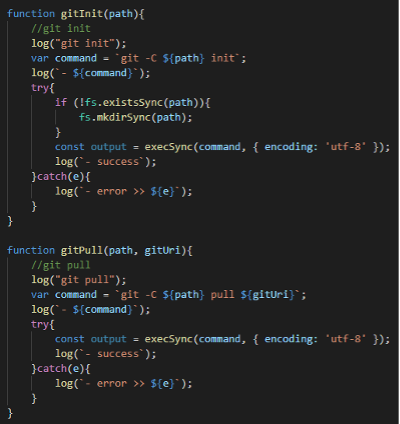 function gitInit(path){
    //git init
    log("git init");
    var command = `git -C ${path} init`;
    log(`- ${command}`);
    try{
        if (!fs.existsSync(path)){
            fs.mkdirSync(path);
        }
        const output = execSync(command, { encoding: 'utf-8' });
        log(`- success`);
    }catch(e){
        log(`- error >> ${e}`);
    }
}

function gitPull(path, gitUri){
    //git pull
    log("git pull");
    var command = `git -C ${path} pull ${gitUri}`;
    log(`- ${command}`);
    try{
        const output = execSync(command, { encoding: 'utf-8' });
        log(`- success`);
    }catch(e){
        log(`- error >> ${e}`);
    }
}